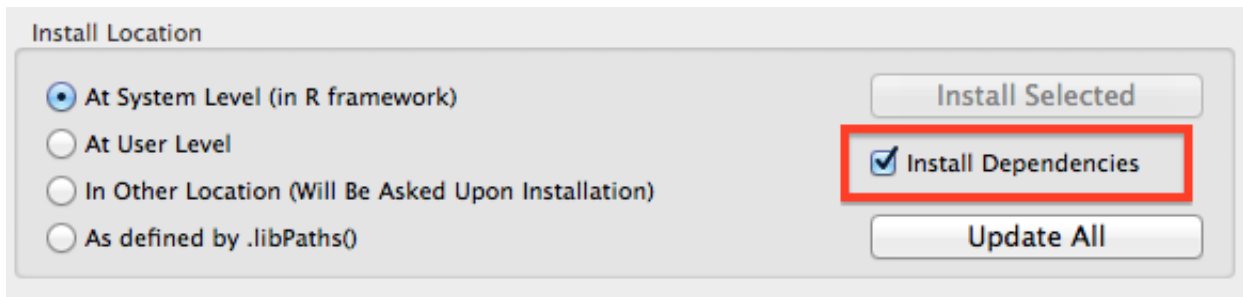 Install Location
At System Level (in R framework)
At User Level
In Other Location (Will Be Asked Upon Installation)
As defined by .libPaths()
Install Selected
Install Dependencies
Update All